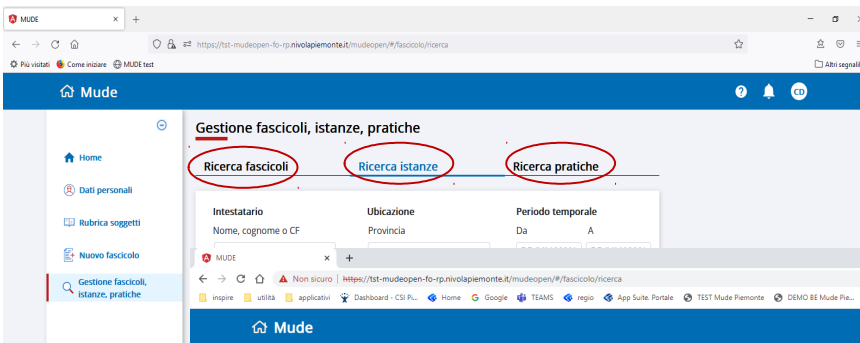 MUDE
https://tst-mudeopen-fo-rp.nivolapiemonte.it/mudeopen/#/fascicolo/ricerca
Più visitati Come iniziare MUDE test Altri segnalib
Mude
? CD
Gestione fascicoli, istanze, pratiche
Ricerca fascicoli Ricerca istanze Ricerca pratiche
Home
Dati personali
Rubrica soggetti
Nuovo fascicolo
Gestione fascicoli,
istanze, pratiche
Intestatario Ubicazione Periodo temporale
Nome, cognome o CF Provincia Da A
MUDE
Non sicuro | https://tst-mudeopen-fo-rp.nivolapiemonte.it/mudeopen/#/fascicolo/ricerca
inspire utilità applicativi Dashboard - CSI Pi... Home Google TEAMS regio App Suite. Portale TEST Mude Piemonte DEMO BE Mude Pie...
Mude